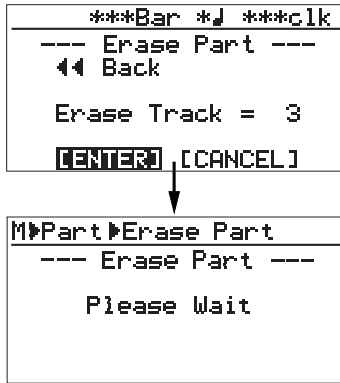 ***Bar *♩ ***clk
--- Erase Part ---
◀◀ Back
Erase Track = 3
[ENTER] [CANCEL]
M▶Part▶Erase Part
--- Erase Part ---
Please Wait